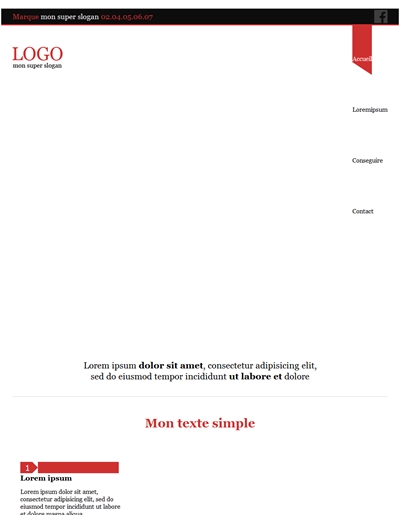 Marque mon super slogan 02.04.05.06.07
LOGO
mon super slogan
Accueil
Loremipsum
Conseguire
Contact
Lorem ipsum dolor sit amet, consectetur adipisicing elit,
sed do eiusmod tempor incididunt ut labore et dolore
Mon texte simple
1
Lorem ipsum
Lorem ipsum dolor sit amet,
consectetur adipisicing elit, sed
do eiusmod tempor incididunt ut
labore et dolore magna aliqua